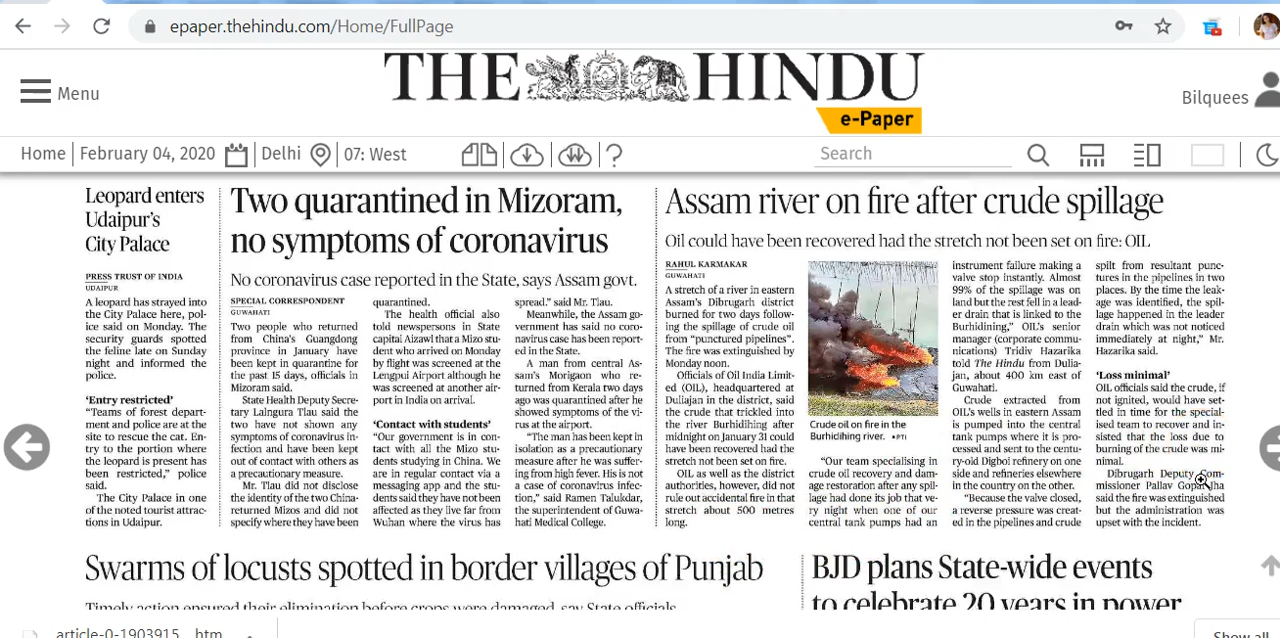 epaper.thehindu.com/Home/FullPage
Menu
THE HINDU
e-Paper
Bilquees
Home
February 04, 2020
Delhi
07: West
?
Search
Leopard enters
Udaipur's
City Palace
PRESS TRUST OF INDIA
UDAIPUR
A leopard has strayed into
the City Palace here, pol-
ice said on Monday. The
security guards spotted
the feline late on Sunday
night and informed the
police.
'Entry restricted'
"Teams of forest depart-
ment and police are at the
site to rescue the cat. En-
try to the portion where
the leopard is present has
been restricted," police
said.
The City Palace in one
of the noted tourist attrac-
tions in Udaipur.
Two quarantined in Mizoram,
no symptoms of coronavirus
No coronavirus case reported in the State, says Assam govt.
SPECIAL CORRESPONDENT
GUWAHATI
Two people who returned
from China's Guangdong
province in January have
been kept in quarantine for
the past 15 days, officials in
Mizoram said.
State Health Deputy Secre-
tary Lalngura Tlau said the
two have not shown any
symptoms of coronavirus in-
fection and have been kept
out of contact with others as
a precautionary measure.
Mr. Tlau did not disclose
the identity of the two China-
returned Mizos and did not
specify where they have been
quarantined.
The health official also
told newspersons in State
capital Aizawl that a Mizo stu-
dent who arrived on Monday
by flight was screened at the
Lengpui Airport although he
was screened at another air-
port in India on arrival.
'Contact with students'
"Our government is in con-
tact with all the Mizo stu-
dents studying in China. We
are in regular contact via a
messaging app and the stu-
dents said they have not been
affected as they live far from
Wuhan where the virus has
spread," said Mr. Tlau.
Meanwhile, the Assam go-
vernment has said no coro-
navirus case has been report-
ed in the State.
A man from central As-
sam's Morigaon who re-
turned from Kerala two days
ago was quarantined after he
showed symptoms of the vi-
rus at the airport.
"The man has been kept in
isolation as a precautionary
measure after he was suffer-
ing from high fever. His is not
a case of coronavirus infec-
tion," said Ramen Talukdar,
the superintendent of Guwa-
hati Medical College.
Assam river on fire after crude spillage
Oil could have been recovered had the stretch not been set on fire: OIL
RAHUL KARMAKAR
GUWAHATI
A stretch of a river in eastern
Assam's Dibrugarh district
burned for two days follow-
ing the spillage of crude oil
from "punctured pipelines".
The fire was extinguished by
Monday noon.
Officials of Oil India Limit-
ed (OIL), headquartered at
Duliajan in the district, said
the crude that trickled into
the river Burhidihing after
midnight on January 31 could
have been recovered had the
stretch not been set on fire.
OIL as well as the district
authorities, however, did not
rule out accidental fire in that
stretch about 500 metres
long.
Crude oil on fire in the
Burhidihing river. •PTI
"Our team specialising in
crude oil recovery and dam-
age restoration after any spil-
lage had done its job that ve-
ry night when one of our
central tank pumps had an
instrument failure making a
valve stop instantly. Almost
99% of the spillage was on
land but the rest fell in a lead-
er drain that is linked to the
Burhidining," OIL's senior
manager (corporate commu-
nications) Tridiv Hazarika
told The Hindu from Dulia-
jan, about 400 km east of
Guwahati.
Crude extracted from
OIL's wells in eastern Assam
is pumped into the central
tank pumps where it is pro-
cessed and sent to the centu-
ry-old Digboi refinery on one
side and refineries elsewhere
in the country on the other.
"Because the valve closed,
a reverse pressure was creat-
ed in the pipelines and crude
spilt from resultant punc-
tures in the pipelines in two
places. By the time the leak-
age was identified, the spil-
lage happened in the leader
drain which was not noticed
immediately at night," Mr.
Hazarika said.
'Loss minimal'
OIL officials said the crude, if
not ignited, would have set-
tled in time for the special-
ised team to recover and in-
sisted that the loss due to
burning of the crude was mi-
nimal.
Dibrugarh Deputy Com-
missioner Pallav
said the fire was extinguished
but the administration was
upset with the incident.
Swarms of locusts spotted in border villages of Punjab
Timely action ensured their elimination before crops were damaged, say State officials
BJD plans State-wide events
to celebrate 20 years in power
article-0-1903915....htm
Show all